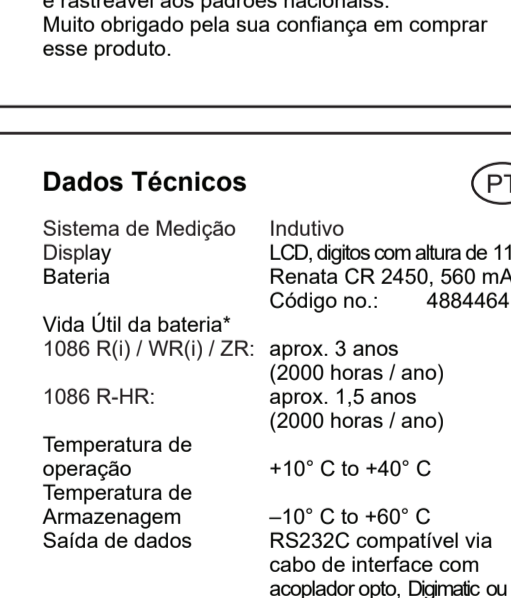 e rastreável aos padrões nacionaiss.
Muito obrigado pela sua confiança em comprar
esse produto.
Dados Técnicos PT
Sistema de Medição Indutivo
Display LCD, digitos com altura de 11
Bateria Renata CR 2450, 560 mA
Código no.: 4884464
Vida Útil da bateria*
1086 R(i) / WR(i) / ZR: aprox. 3 anos
(2000 horas / ano)
1086 R-HR: aprox. 1,5 anos
(2000 horas / ano)
Temperatura de
operação +10° C to +40° C
Temperatura de
Armazenagem –10° C to +60° C
Saída de dados RS232C compatível via
cabo de interface com
acoplador opto, Digimatic ou